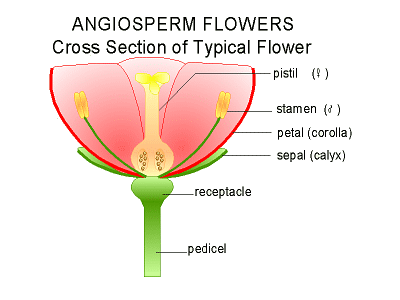 ANGIOSPERM FLOWERS
Cross Section of Typical Flower
pistil (♀)
stamen (♂)
petal (corolla)
sepal (calyx)
receptacle
pedicel